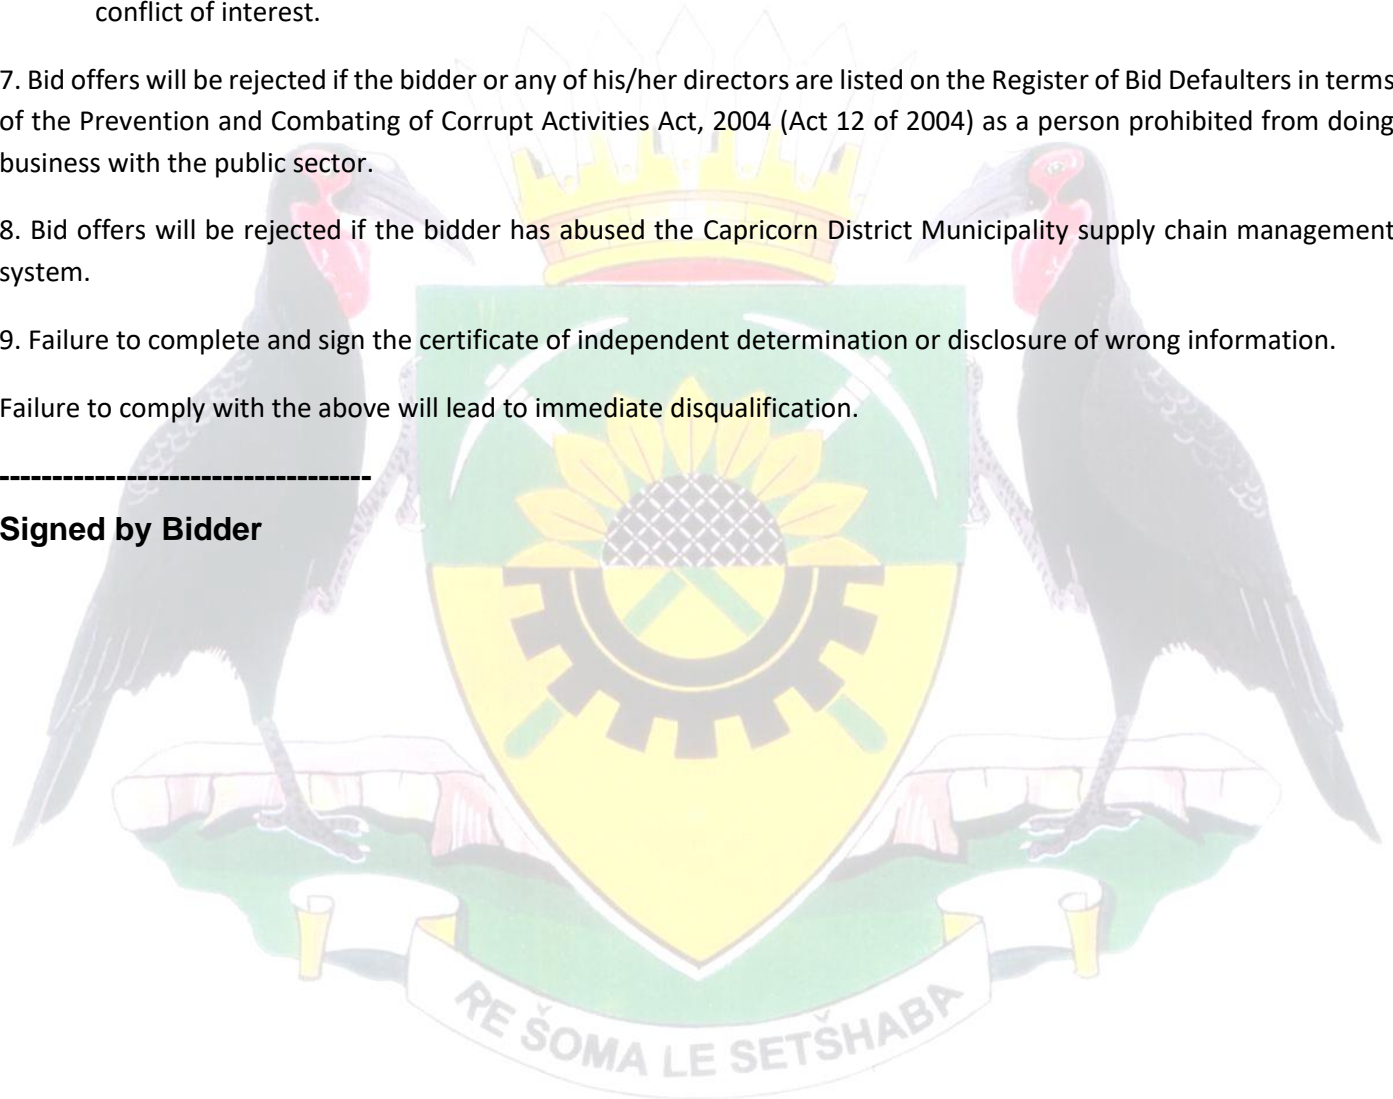 conflict of interest.
7. Bid offers will be rejected if the bidder or any of his/her directors are listed on the Register of Bid Defaulters in terms
of the Prevention and Combating of Corrupt Activities Act, 2004 (Act 12 of 2004) as a person prohibited from doing
business with the public sector.
8. Bid offers will be rejected if the bidder has abused the Capricorn District Municipality supply chain management
system.
9. Failure to complete and sign the certificate of independent determination or disclosure of wrong information.
Failure to comply with the above will lead to immediate disqualification.
-----------------------------------
Signed by Bidder
RE ŠOMA LE SETŠHABA